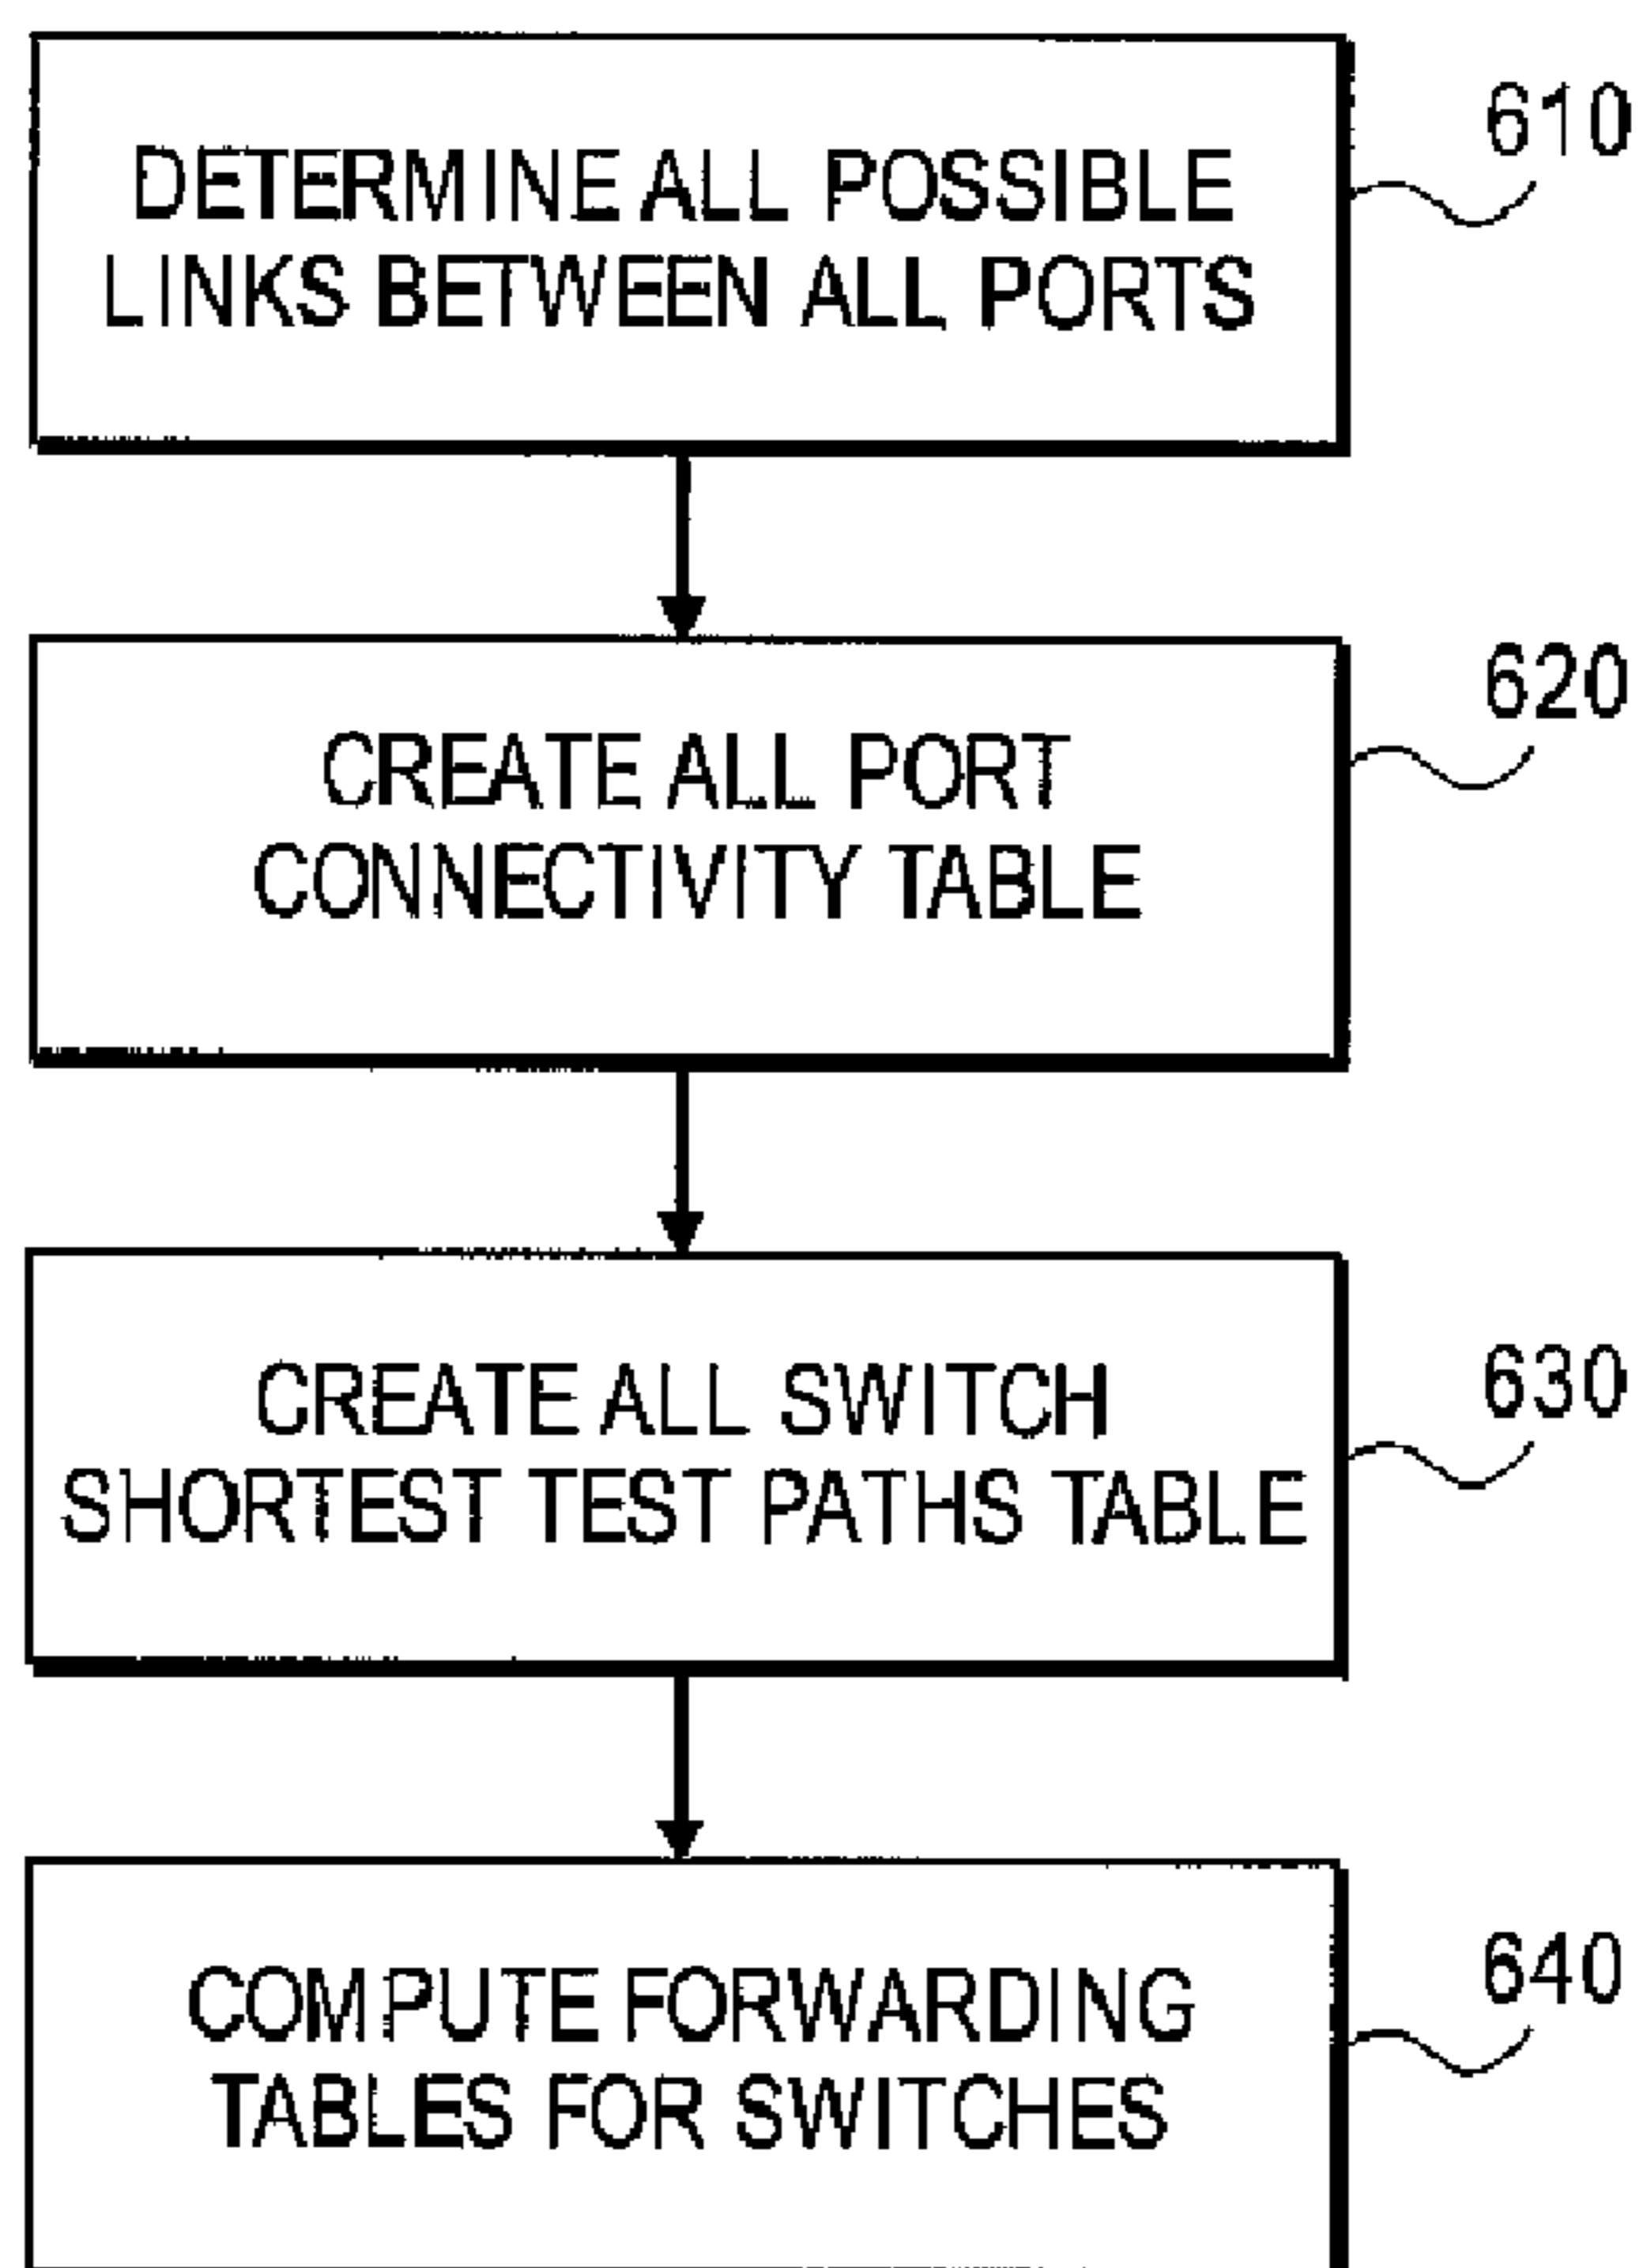 DETERMINE ALL POSSIBLE
LINKS BETWEEN ALL PORTS
610
CREATE ALL PORT
CONNECTIVITY TABLE
620
CREATE ALL SWITCH
SHORTEST TEST PATHS TABLE
630
COMPUTE FORWARDING
TABLES FOR SWITCHES
640